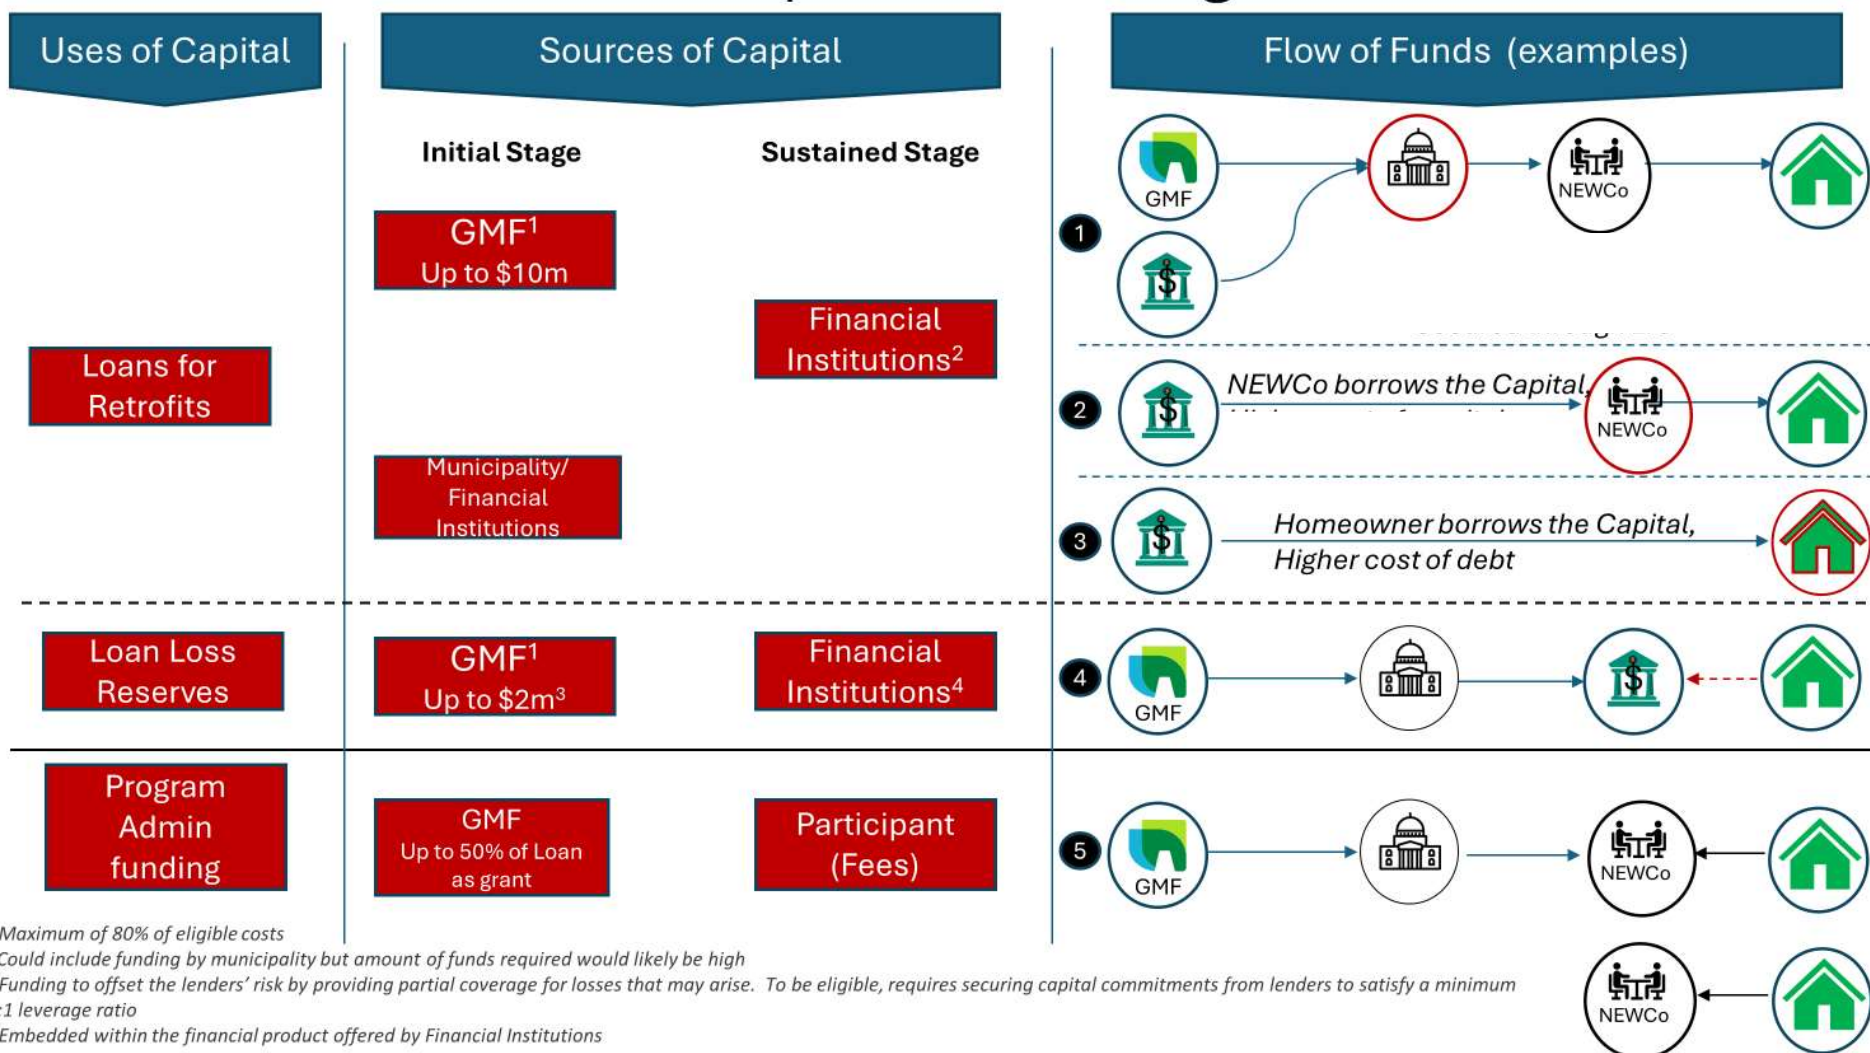 Uses of Capital
Sources of Capital
Flow of Funds (examples)
Initial Stage
Sustained Stage
GMF¹
Up to $10m
Financial
Institutions²
Loans for
Retrofits
Municipality/
Financial
Institutions
1
GMF
$
NEWCo
2
$
NEWCo borrows the Capital,
NEWCo
3
$
Homeowner borrows the Capital,
Higher cost of debt
Loan Loss
Reserves
GMF¹
Up to $2m³
Financial
Institutions⁴
4
GMF
$
Program
Admin
funding
GMF
Up to 50% of Loan
as grant
Participant
(Fees)
5
GMF
NEWCo
NEWCo
Maximum of 80% of eligible costs
Could include funding by municipality but amount of funds required would likely be high
Funding to offset the lenders' risk by providing partial coverage for losses that may arise. To be eligible, requires securing capital commitments from lenders to satisfy a minimum
:1 leverage ratio
Embedded within the financial product offered by Financial Institutions